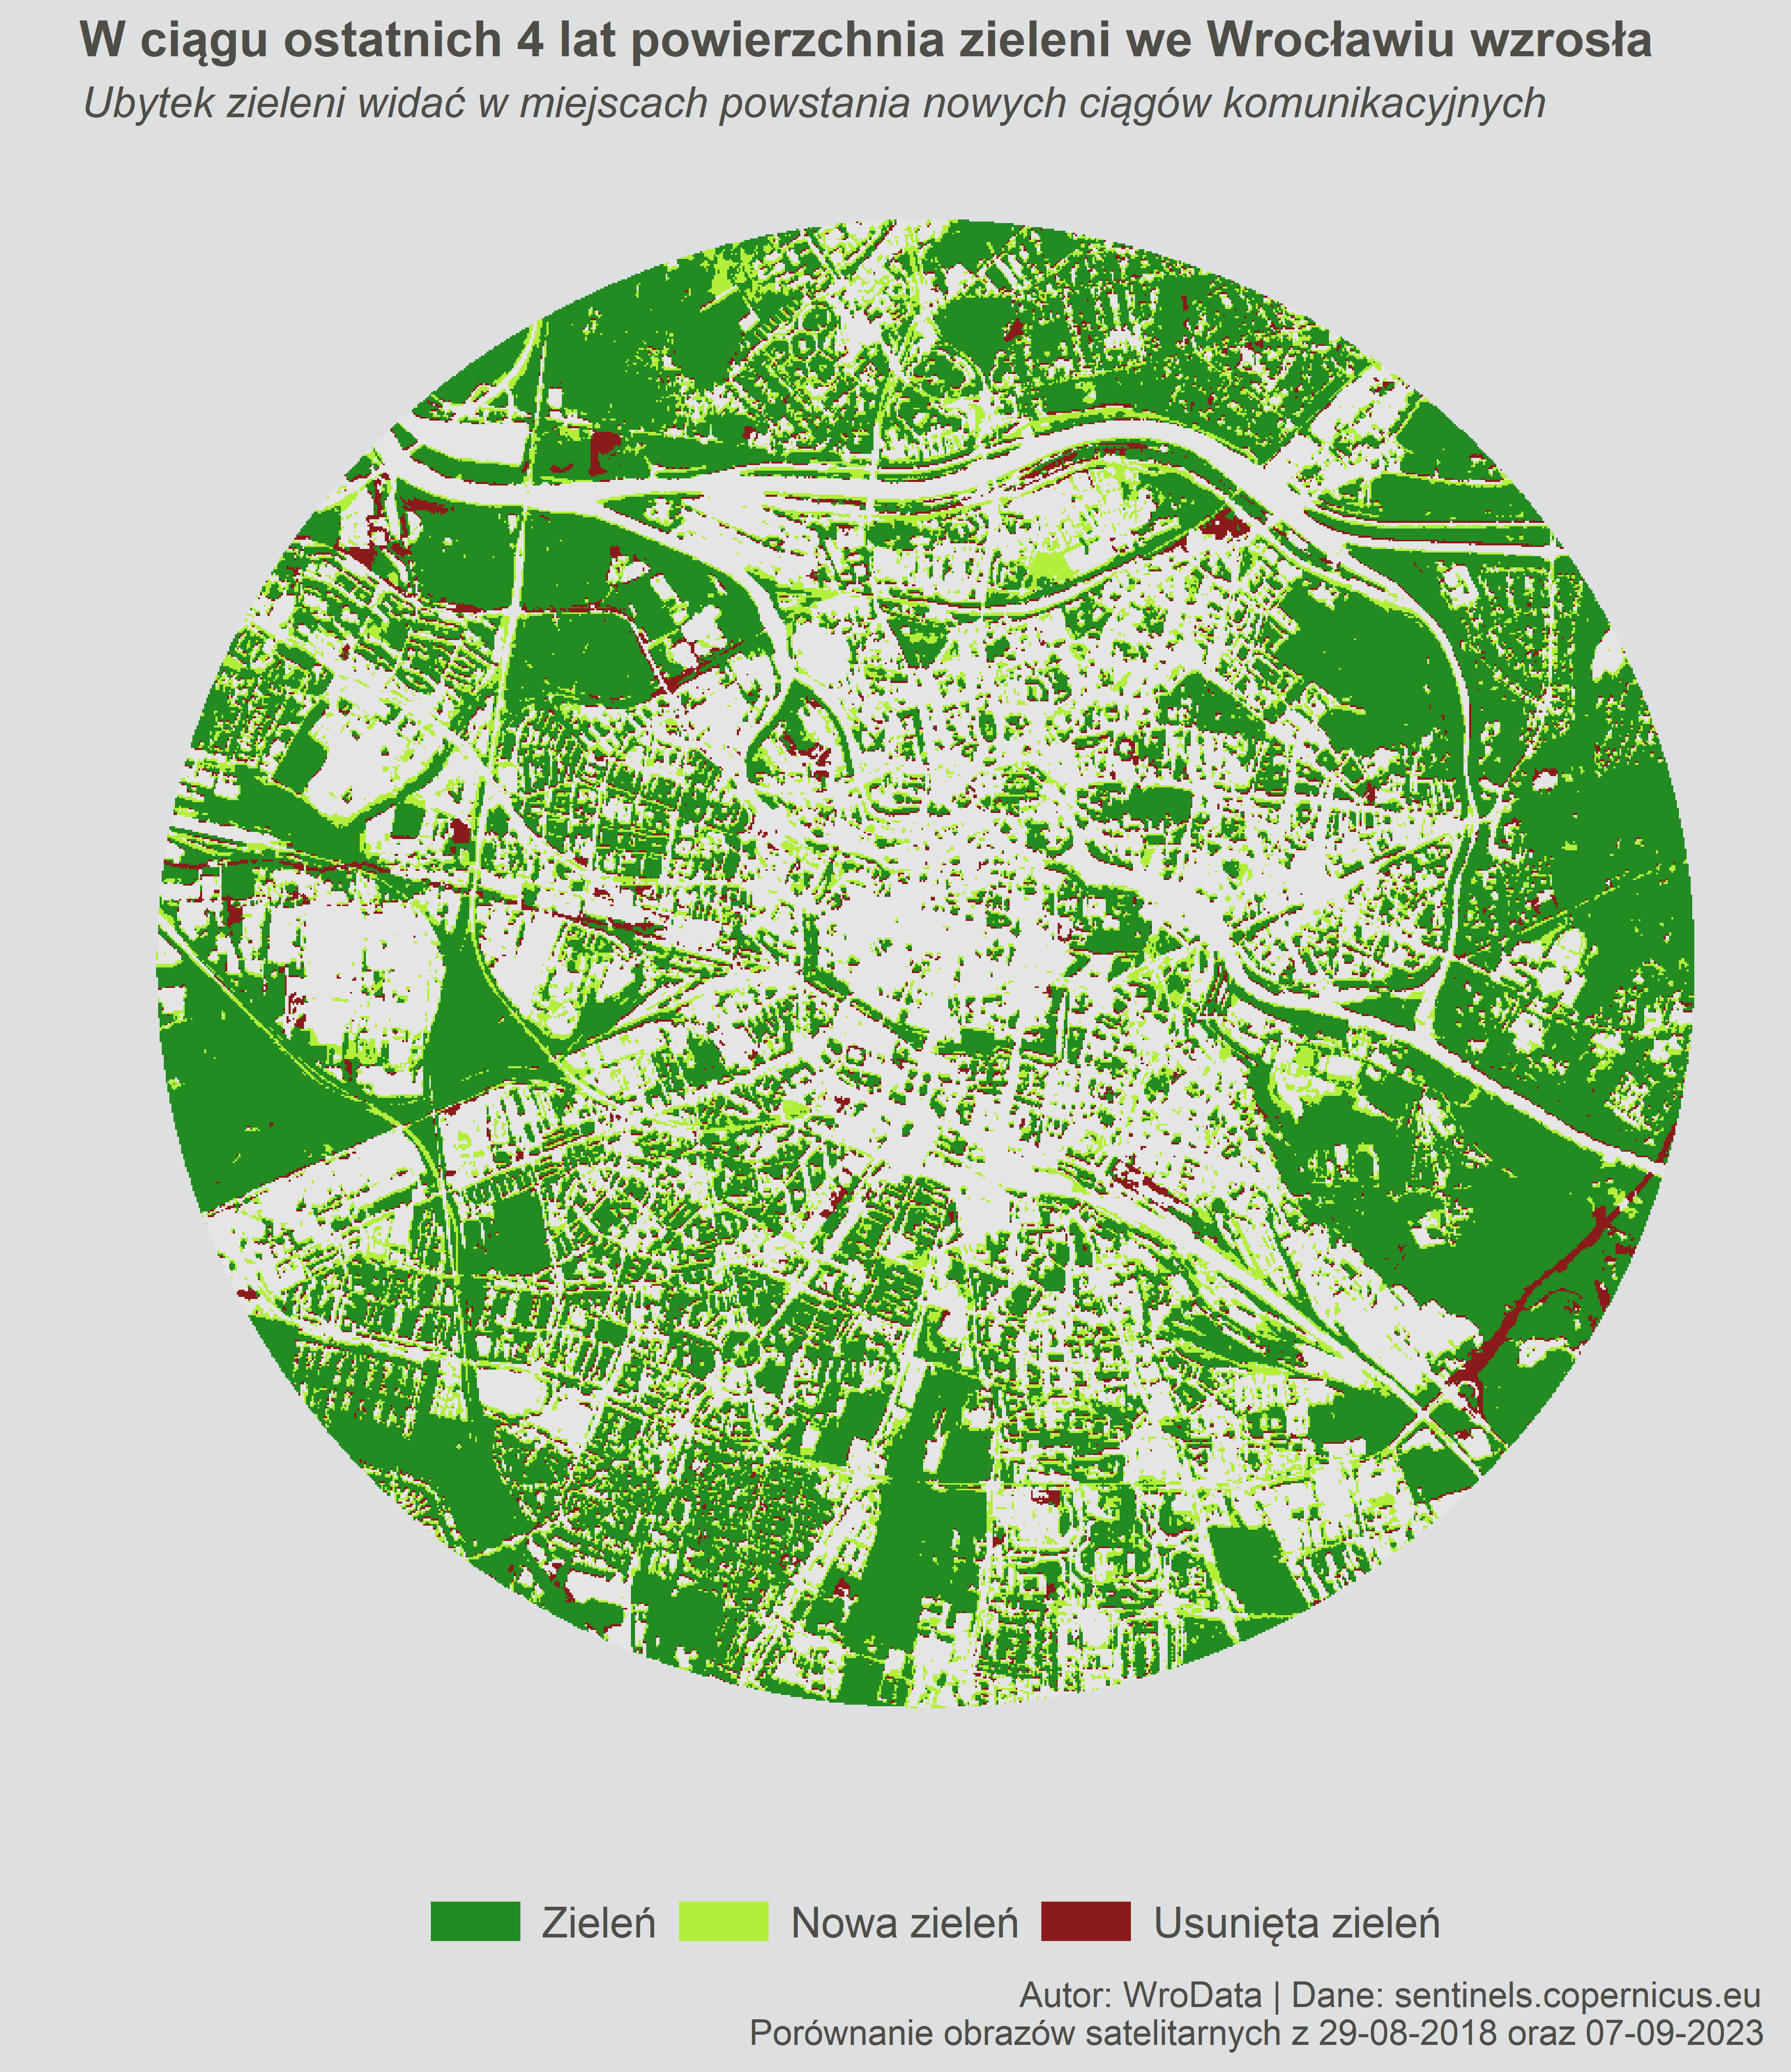 W ciągu ostatnich 4 lat powierzchnia zieleni we Wrocławiu wzrosła
Ubytek zieleni widać w miejscach powstania nowych ciągów komunikacyjnych
Zieleń Nowa zieleń Usunięta zieleń
Autor: WroData | Dane: sentinels.copernicus.eu
Porównanie obrazów satelitarnych z 29-08-2018 oraz 07-09-2023